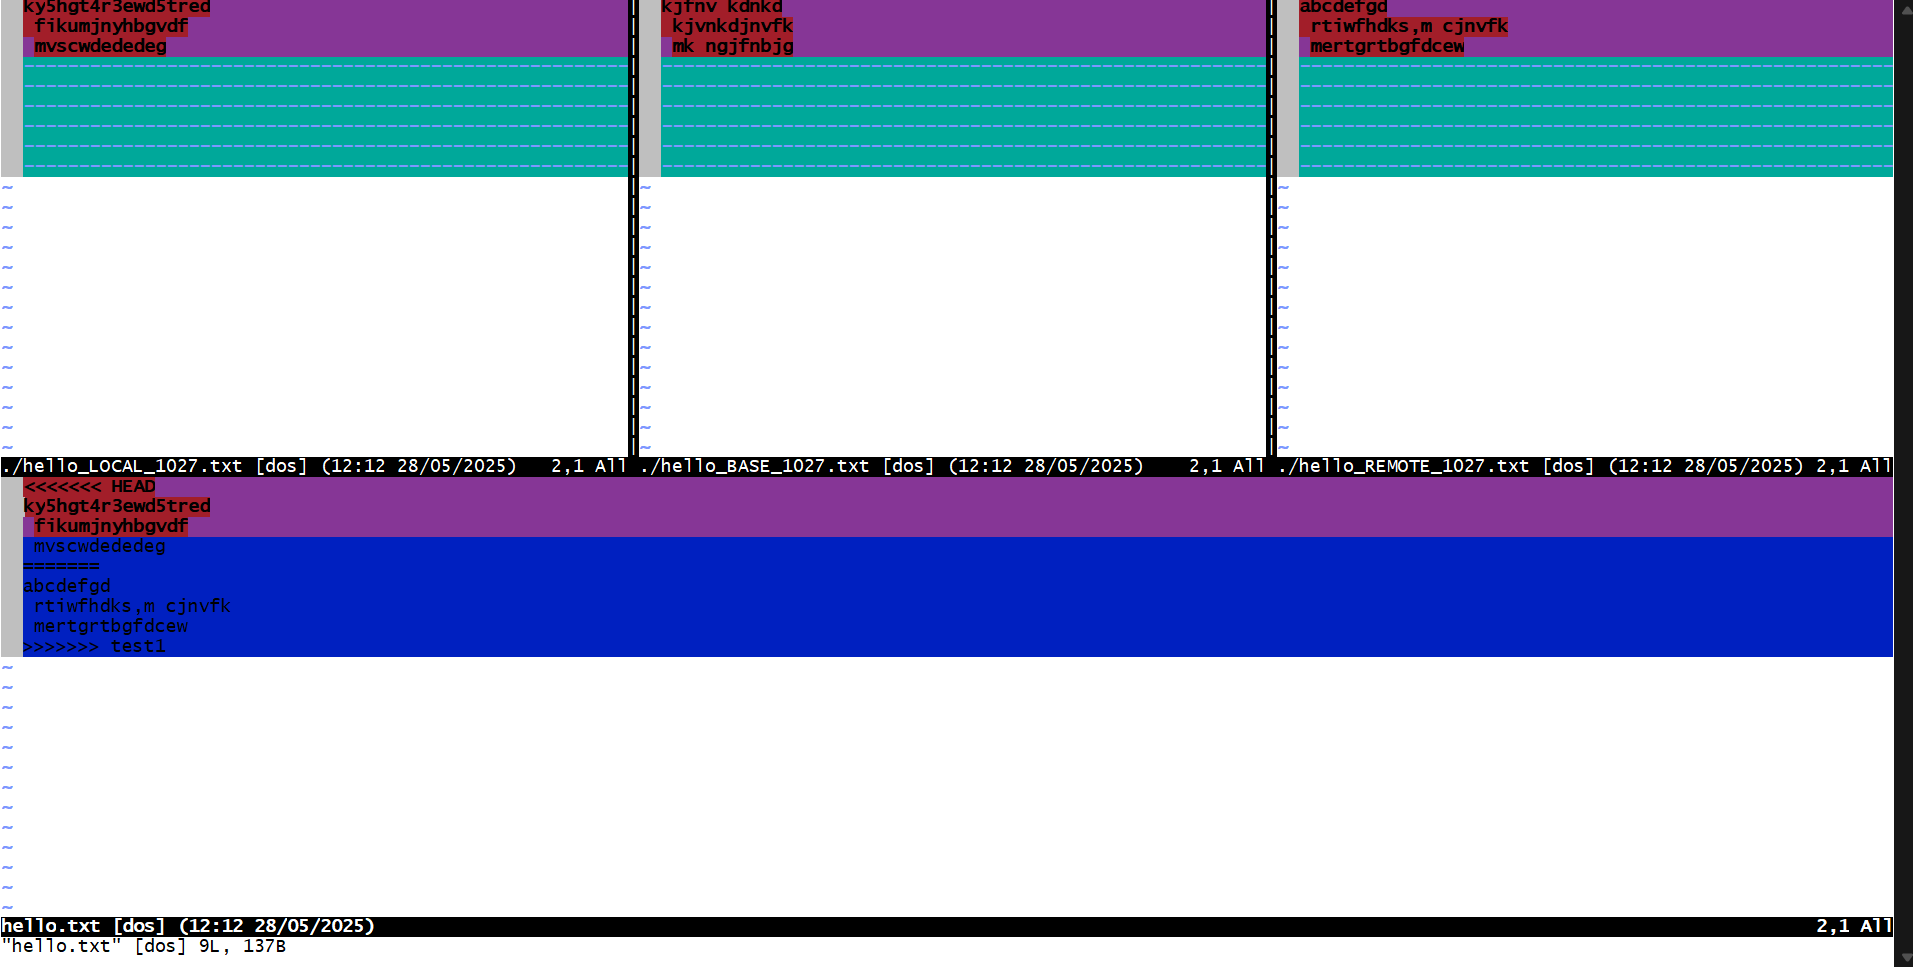 ky5hgt4r3ewd5tred
 fikumjnyhbgvdf
 mvscwdededeg
~
~
~
~
~
~
~
~
~
~
~
~
~
~
./hello_LOCAL_1027.txt [dos] (12:12 28/05/2025)   2,1 All
kjfnv kdnkd
 kjvnkdjnvfk
 mk ngjfnbjg
~
~
~
~
~
~
~
~
~
~
~
~
~
~
./hello_BASE_1027.txt [dos] (12:12 28/05/2025)    2,1 All
abcdefgd
 rtiwfhdks,m cjnvfk
 mertgrtbgfdcew
~
~
~
~
~
~
~
~
~
~
~
~
~
~
./hello_REMOTE_1027.txt [dos] (12:12 28/05/2025) 2,1 All
<<<<<<< HEAD
ky5hgt4r3ewd5tred
 fikumjnyhbgvdf
 mvscwdededeg
=======
abcdefgd
 rtiwfhdks,m cjnvfk
 mertgrtbgfdcew
>>>>>>> test1
~
~
~
~
~
~
~
~
~
~
~
~
~
hello.txt [dos] (12:12 28/05/2025) 2,1 All
"hello.txt" [dos] 9L, 137B